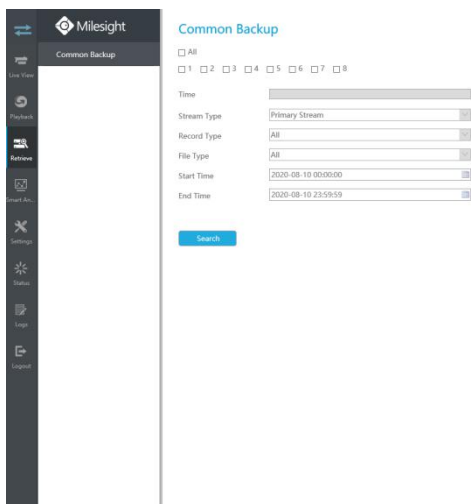 Milesight
Common Backup
Live View
Playback
Retrieve
Smart An...
Settings
Status
Logs
Logout
Common Backup
All
1 2 3 4 5 6 7 8
Time
Stream Type Primary Stream
Record Type All
File Type All
Start Time 2020-08-10 00:00:00
End Time 2020-08-10 23:59:59
Search